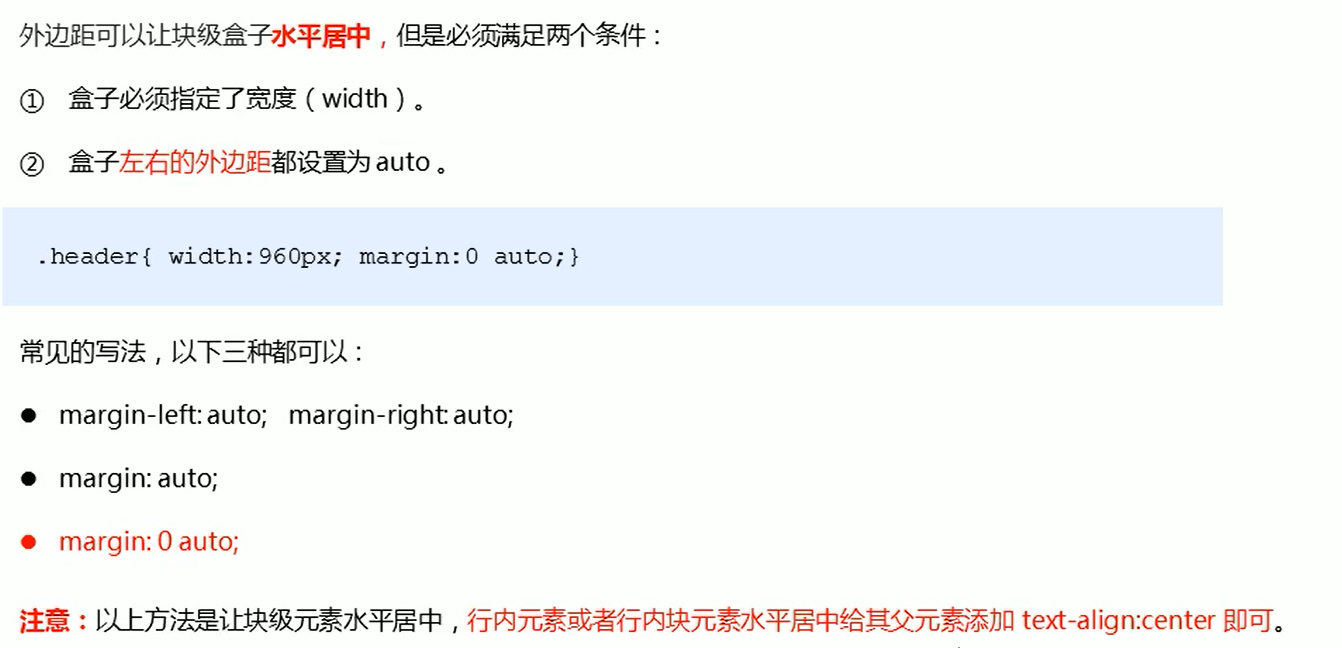 外边距可以让块级盒子水平居中，但是必须满足两个条件：
① 盒子必须指定了宽度（width）。
② 盒子左右的外边距都设置为 auto 。
.header{ width:960px; margin:0 auto;}
常见的写法，以下三种都可以：
● margin-left: auto;   margin-right: auto;
● margin: auto;
● margin: 0 auto;
注意：以上方法是让块级元素水平居中，行内元素或者行内块元素水平居中给其父元素添加 text-align:center 即可。